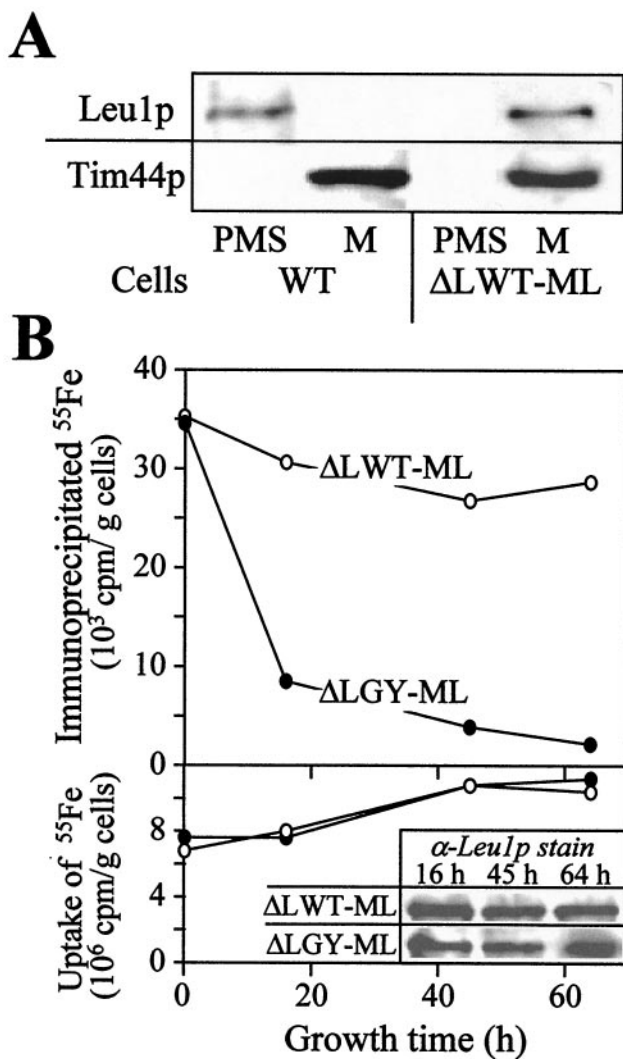 A
Leu1p
Tim44p
PMS M PMS M
Cells WT ΔLWT-ML
B
Immunoprecipitated ⁵⁵Fe
(10³ cpm/ g cells)
40
30
20
10
0
ΔLWT-ML
ΔLGY-ML
Uptake of ⁵⁵Fe
(10⁶ cpm/g cells)
8
4
0
α-Leu1p stain
16 h 45 h 64 h
ΔLWT-ML
ΔLGY-ML
0 20 40 60
Growth time (h)